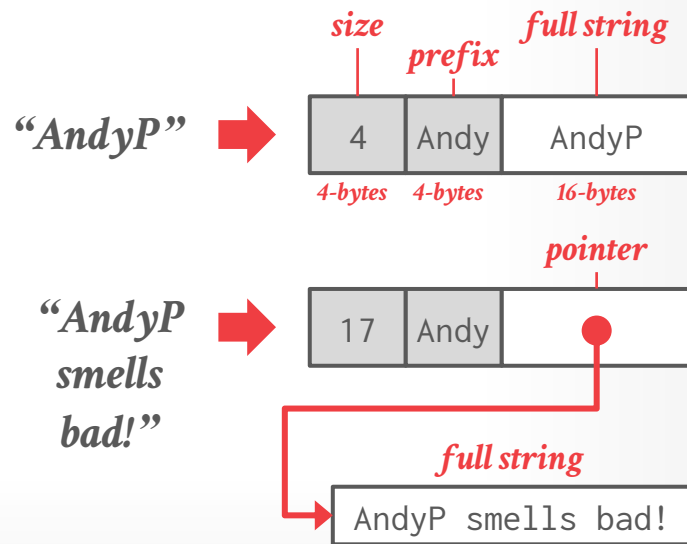 size
prefix
full string
“AndyP”
4
Andy
AndyP
4-bytes
4-bytes
16-bytes
pointer
“AndyP
smells
bad!”
17
Andy
full string
AndyP smells bad!